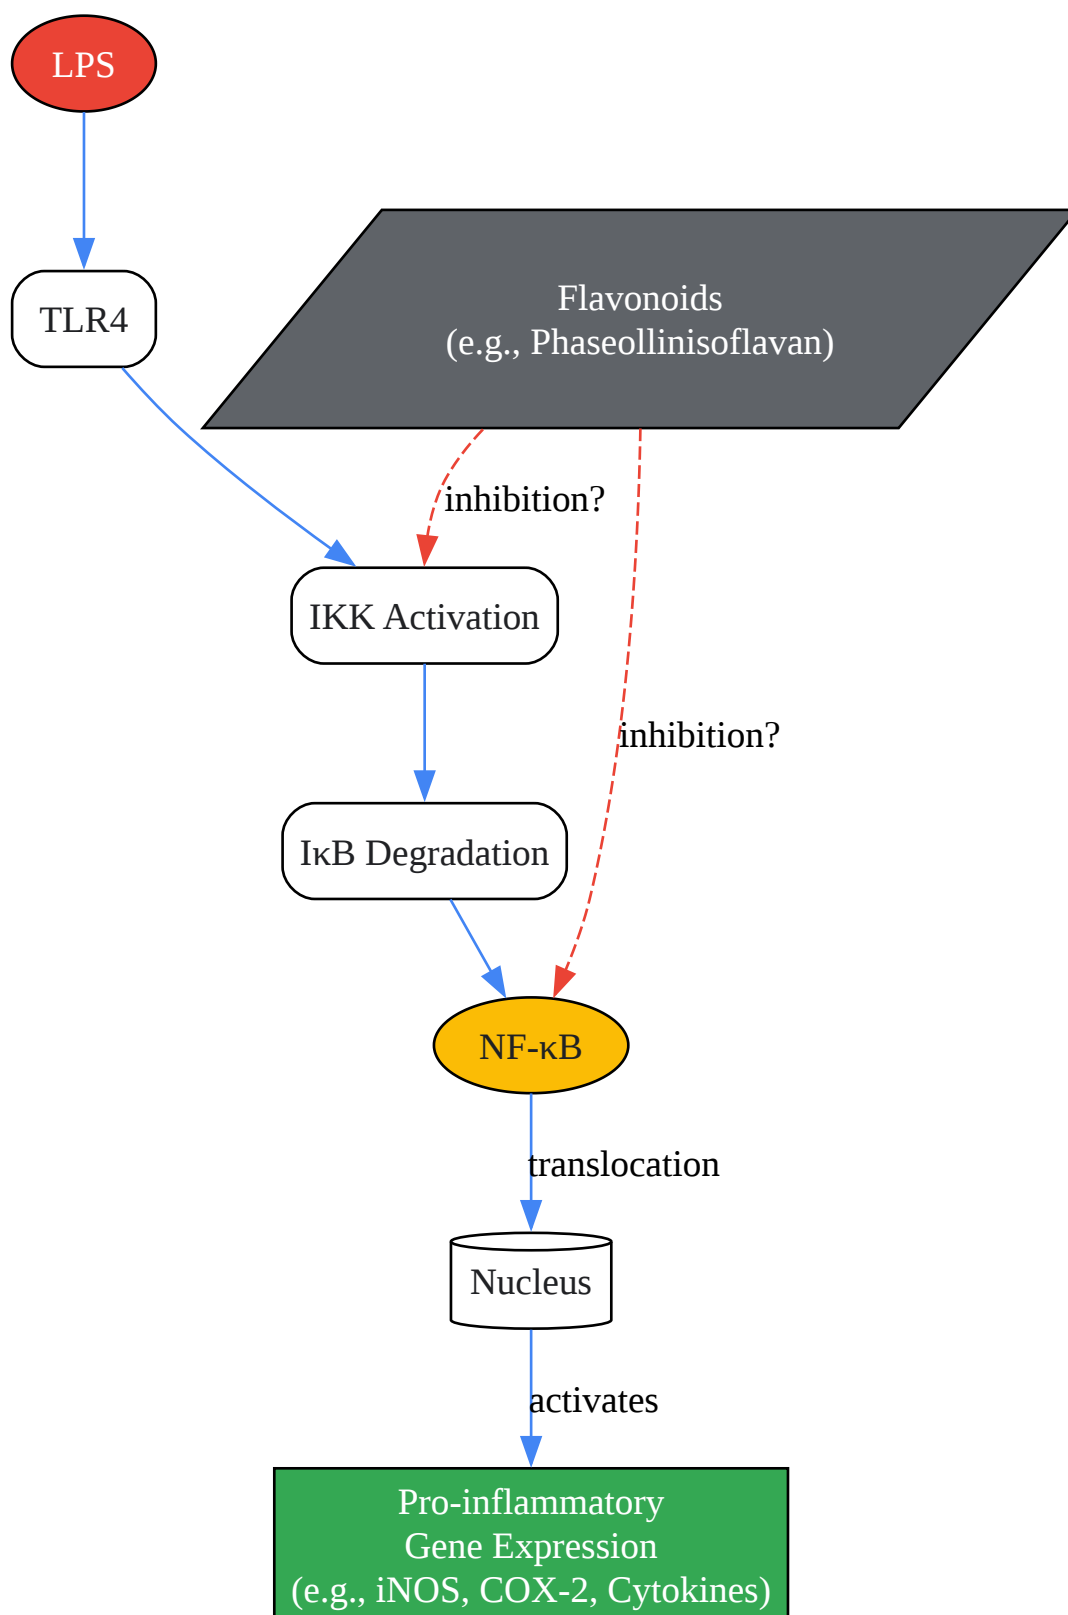 LPS
TLR4
Flavonoids
(e.g., Phaseollinisoflavan)
inhibition?
IKK Activation
inhibition?
IκB Degradation
NF-κB
translocation
Nucleus
activates
Pro-inflammatory
Gene Expression
(e.g., iNOS, COX-2, Cytokines)